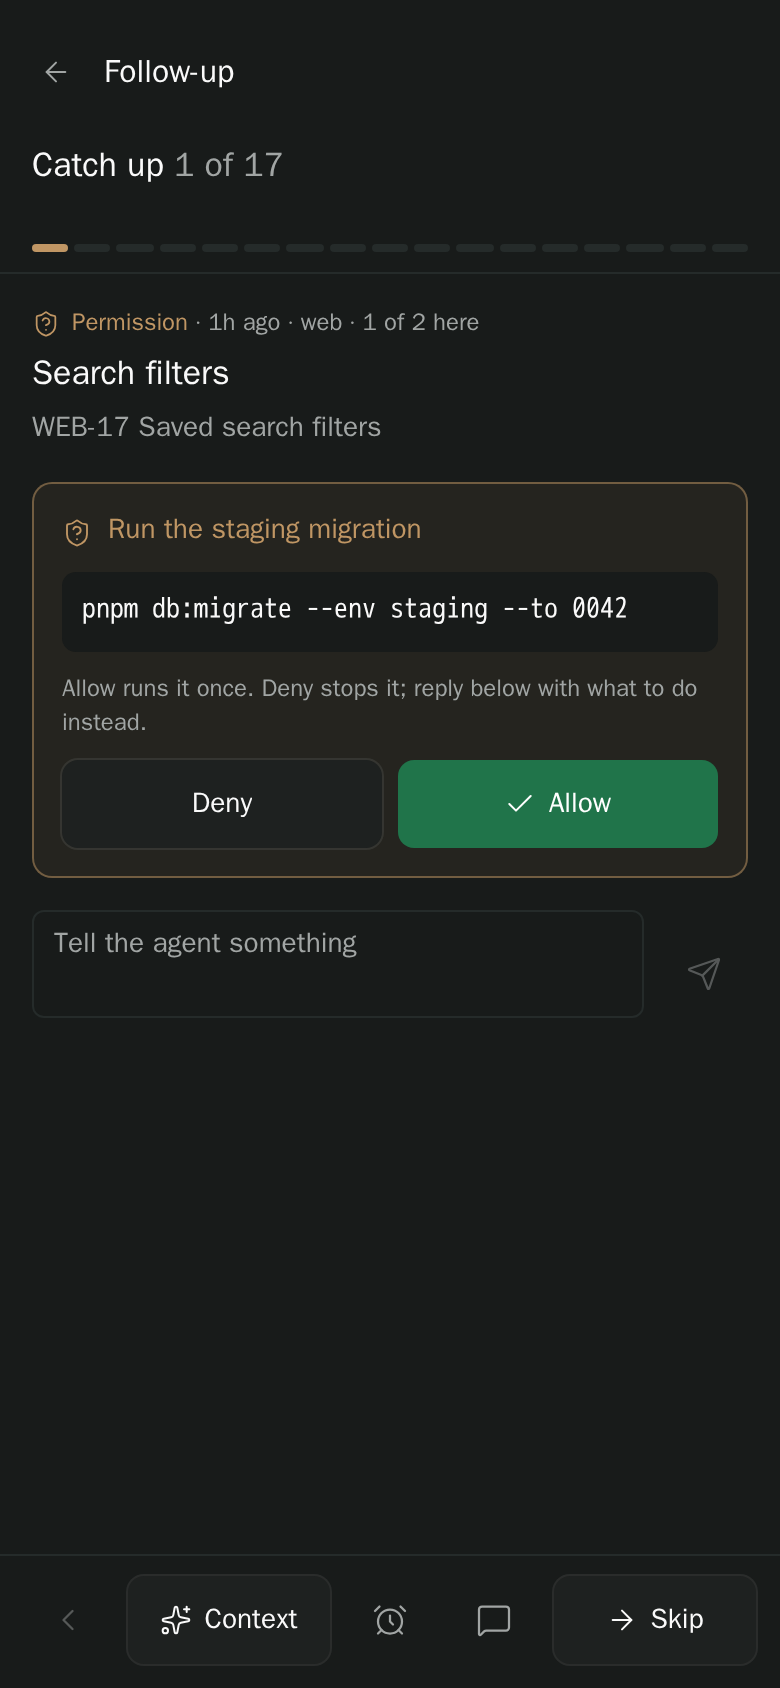 Follow-up
Catch up 1 of 17
Permission · 1h ago · web · 1 of 2 here
Search filters
WEB-17 Saved search filters
Run the staging migration
pnpm db:migrate --env staging --to 0042
Allow runs it once. Deny stops it; reply below with what to do
instead.
Deny
Allow
Tell the agent something
Context
Skip